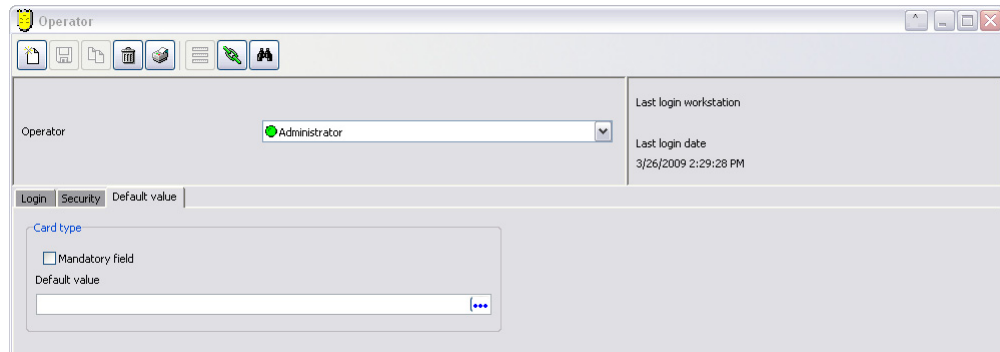 Operator
Last login workstation
Operator
Administrator
Last login date
3/26/2009 2:29:28 PM
Login
Security
Default value
Card type
Mandatory field
Default value